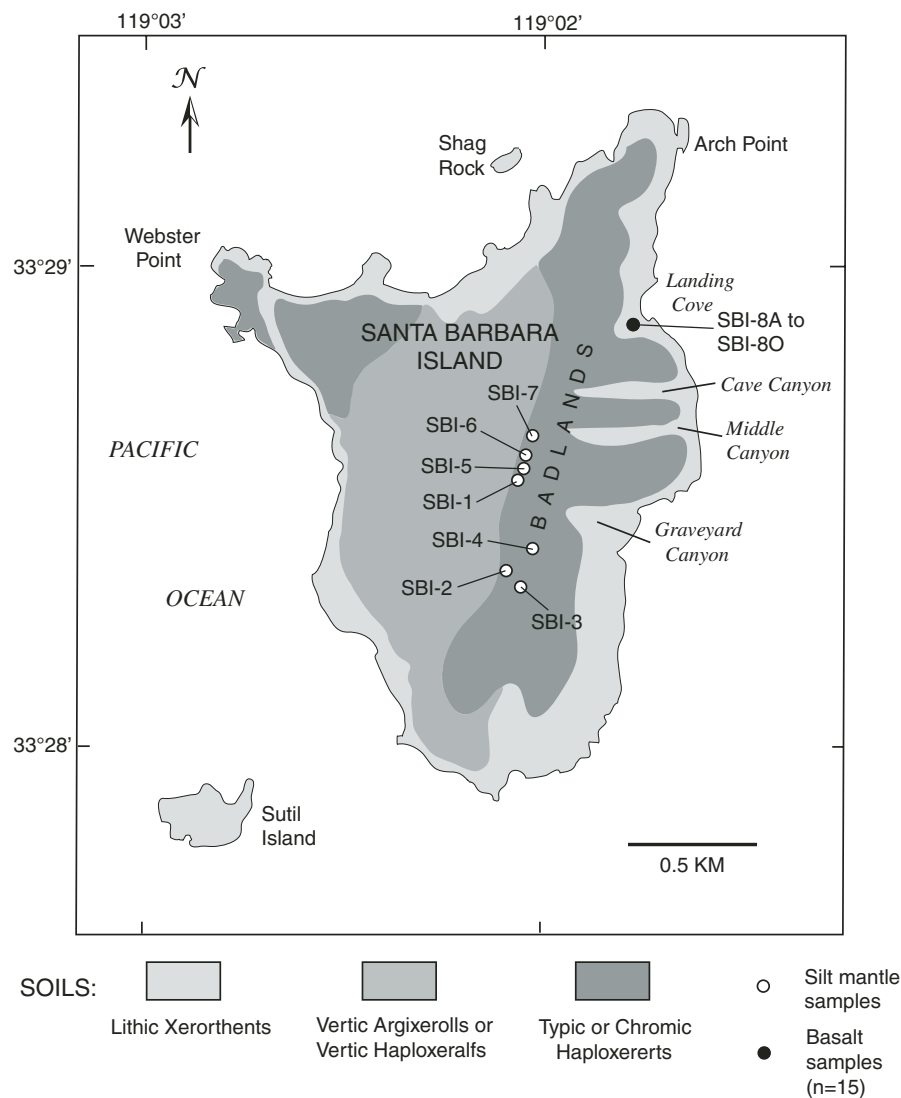 119°03'
119°02'
N
Shag
Rock
Arch Point
Webster
Point
33°29'
Landing
Cove
SBI-8A to
SBI-8O
SANTA BARBARA
ISLAND
BADLANDS
SBI-7
Cave Canyon
SBI-6
Middle
Canyon
PACIFIC
SBI-5
SBI-1
Graveyard
Canyon
SBI-4
SBI-2
OCEAN
SBI-3
33°28'
Sutil
Island
0.5 KM
SOILS:
Lithic Xerorthents
Vertic Argixerolls or
Vertic Haploxeralfs
Typic or Chromic
Haploxererts
Silt mantle
samples
Basalt
samples
(n=15)